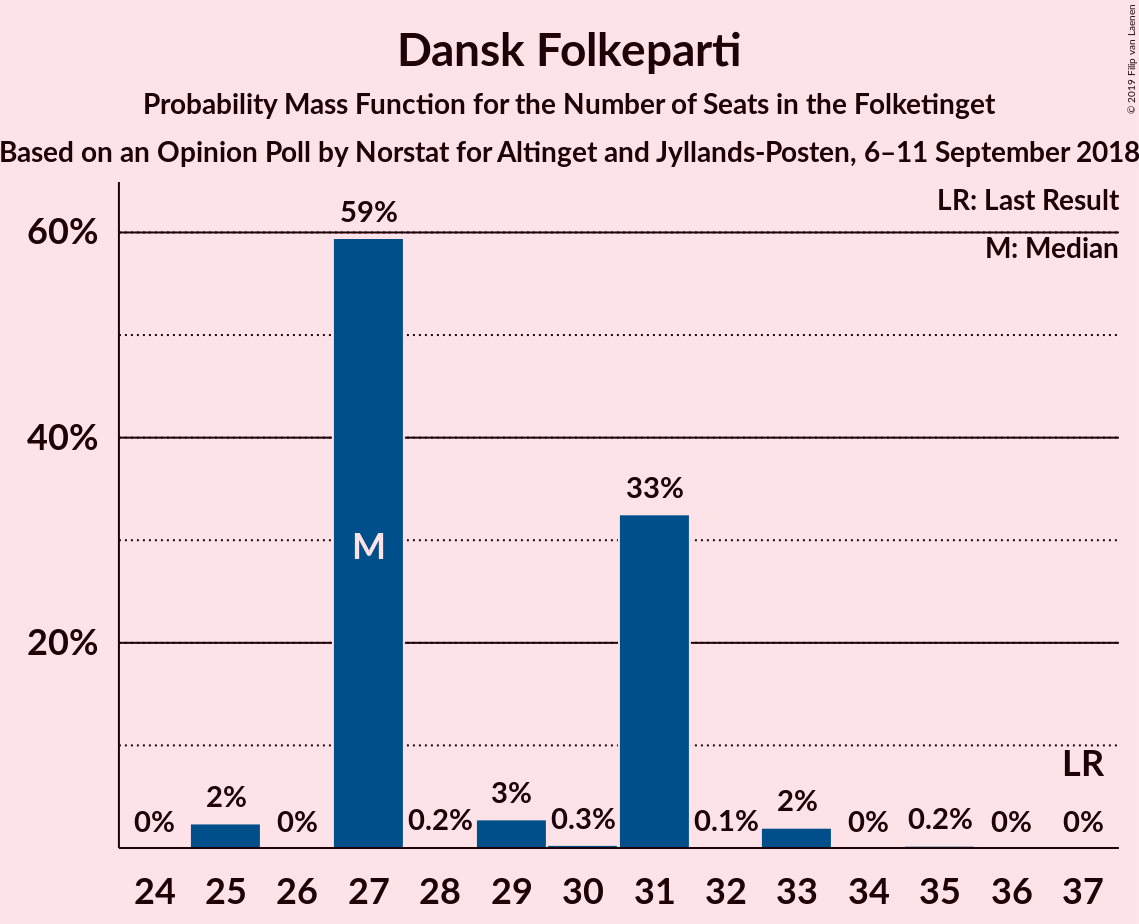 Dansk Folkeparti
Probability Mass Function for the Number of Seats in the Folketinget
Based on an Opinion Poll by Norstat for Altinget and Jyllands-Posten, 6–11 September 2018
© 2019 Filip van Laenen
LR: Last Result
M: Median
60%
40%
20%
0%
2%
0%
59%
M
0.2%
3%
0.3%
33%
0.1%
2%
0%
0.2%
0%
LR
0%
24 25 26 27 28 29 30 31 32 33 34 35 36 37